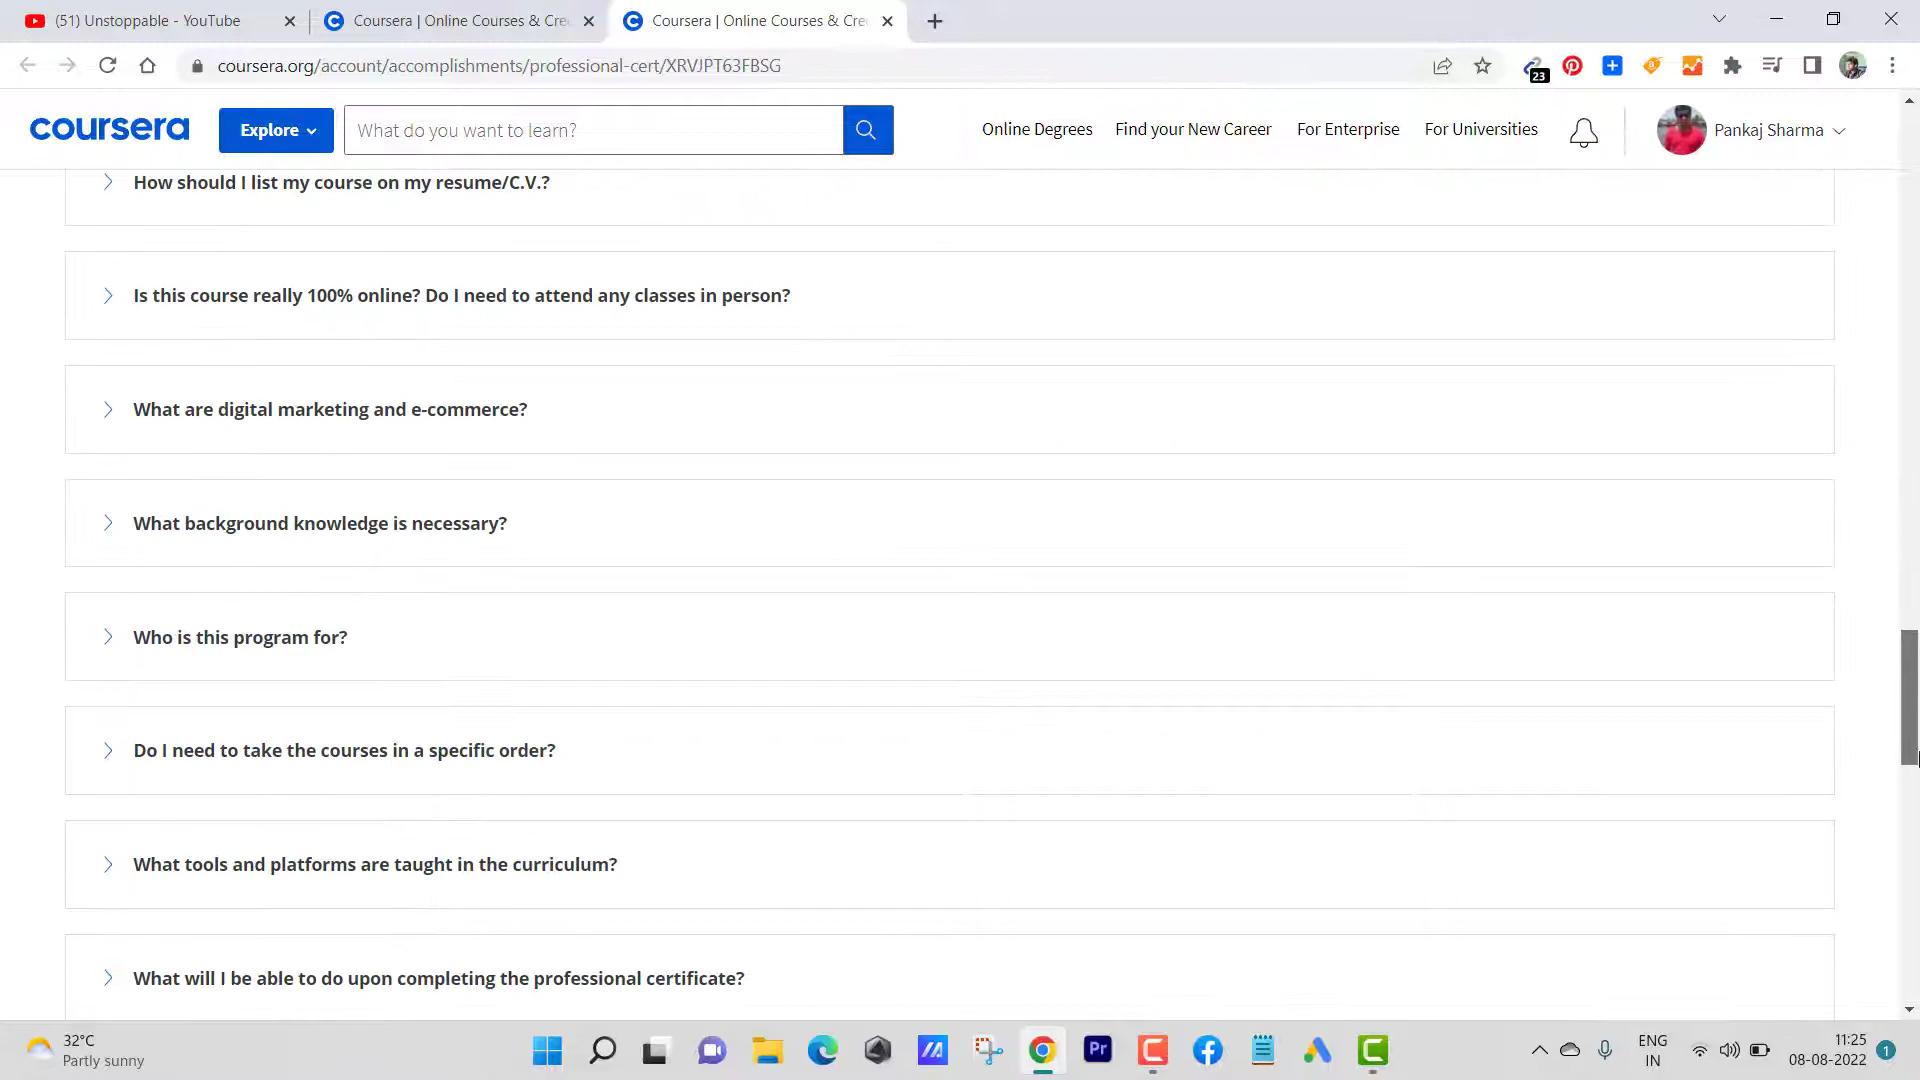 (51) Unstoppable - YouTube
Coursera | Online Courses & Cre
Coursera | Online Courses & Cre
coursera.org/account/accomplishments/professional-cert/XRVJPT63FBSG
23
coursera
Explore
What do you want to learn?
Online Degrees
Find your New Career
For Enterprise
For Universities
Pankaj Sharma
How should I list my course on my resume/C.V.?
Is this course really 100% online? Do I need to attend any classes in person?
What are digital marketing and e-commerce?
What background knowledge is necessary?
Who is this program for?
Do I need to take the courses in a specific order?
What tools and platforms are taught in the curriculum?
What will I be able to do upon completing the professional certificate?
32°C
Partly sunny
Pr
ENG
IN
11:25
08-08-2022
1